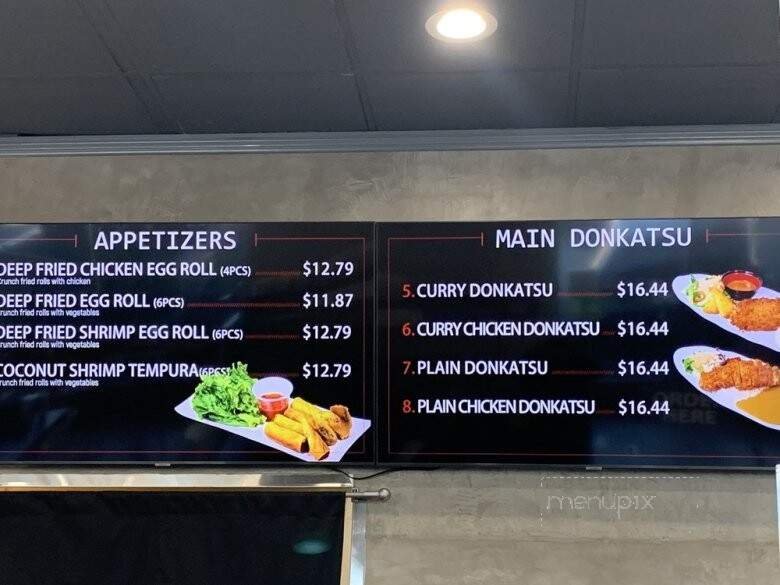 APPETIZERS
DEEP FRIED CHICKEN EGG ROLL (4PCS) $12.79
Crunch fried rolls with chicken
DEEP FRIED EGG ROLL (6PCS) $11.87
Crunch fried rolls with vegetables
DEEP FRIED SHRIMP EGG ROLL (6PCS) $12.79
Crunch fried rolls with vegetables
COCONUT SHRIMP TEMPURA (6PCS) $12.79
Crunch fried rolls with vegetables
MAIN DONKATSU
5. CURRY DONKATSU $16.44
6. CURRY CHICKEN DONKATSU $16.44
7. PLAIN DONKATSU $16.44
8. PLAIN CHICKEN DONKATSU $16.44
ORDER
HERE
menupix